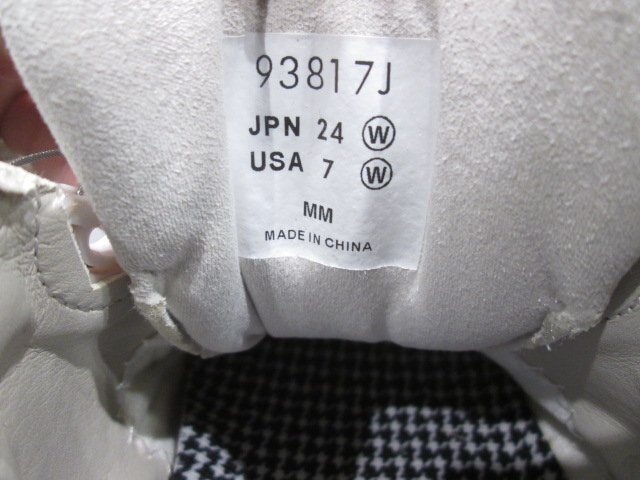 93817J
JPN 24 Ⓦ
USA 7 Ⓦ
MM
MADE IN CHINA